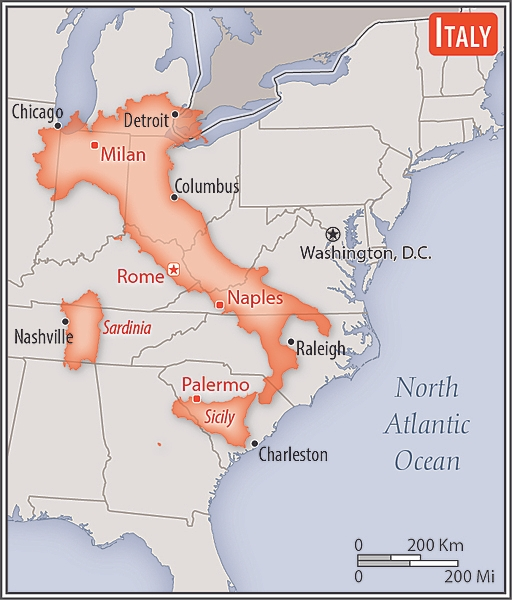 ITALY
Chicago
Detroit
Milan
Columbus
Washington, D.C.
Rome
Naples
Nashville
Sardinia
Raleigh
Palermo
Sicily
North
Atlantic
Ocean
Charleston
0 200 Km
0 200 Mi